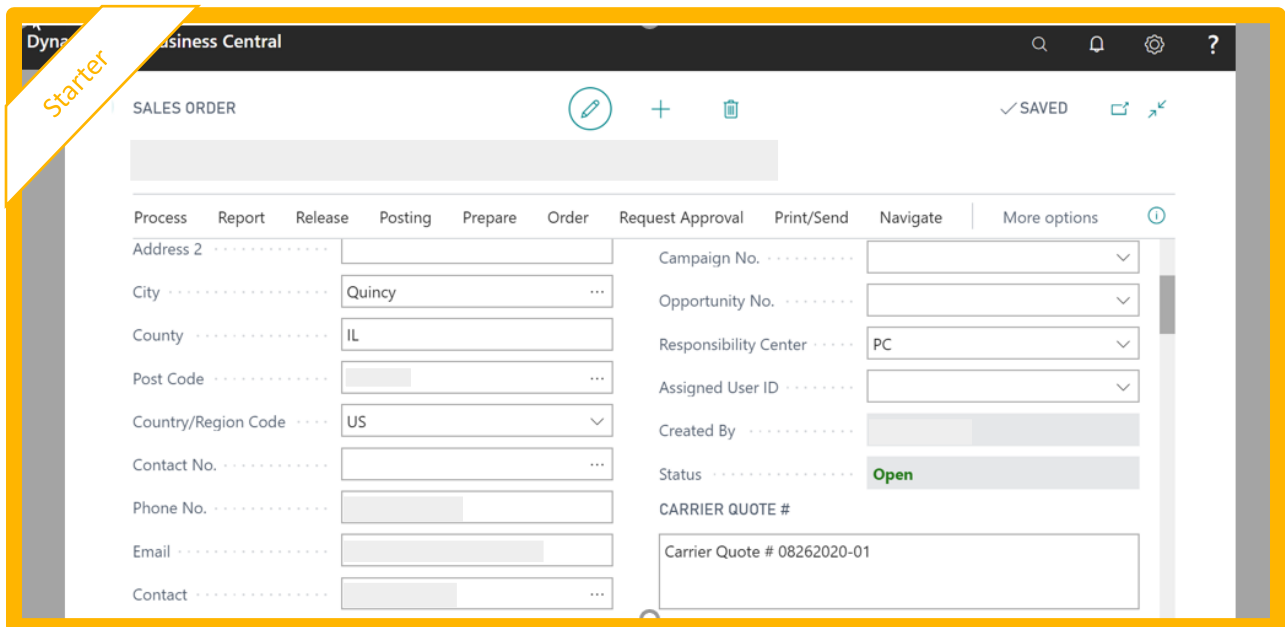 Dyna
usiness Central
?
Starter
SALES ORDER
SAVED
Process Report Release Posting Prepare Order Request Approval Print/Send Navigate More options
Address 2
City Quincy
County IL
Post Code
Country/Region Code US
Contact No.
Phone No.
Email
Contact
Campaign No.
Opportunity No.
Responsibility Center PC
Assigned User ID
Created By
Status Open
CARRIER QUOTE #
Carrier Quote # 08262020-01